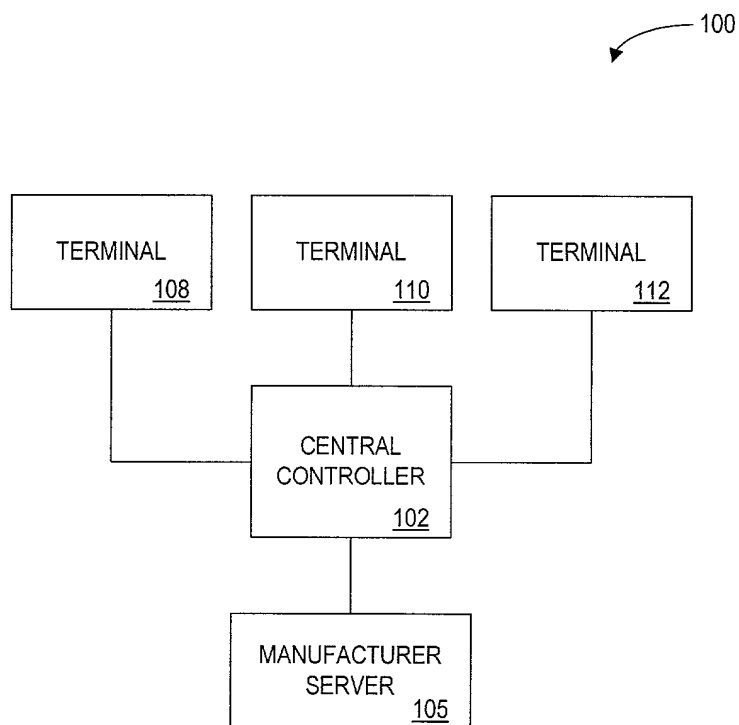 100
TERMINAL
108
TERMINAL
110
TERMINAL
112
CENTRAL
CONTROLLER
102
MANUFACTURER
SERVER
105